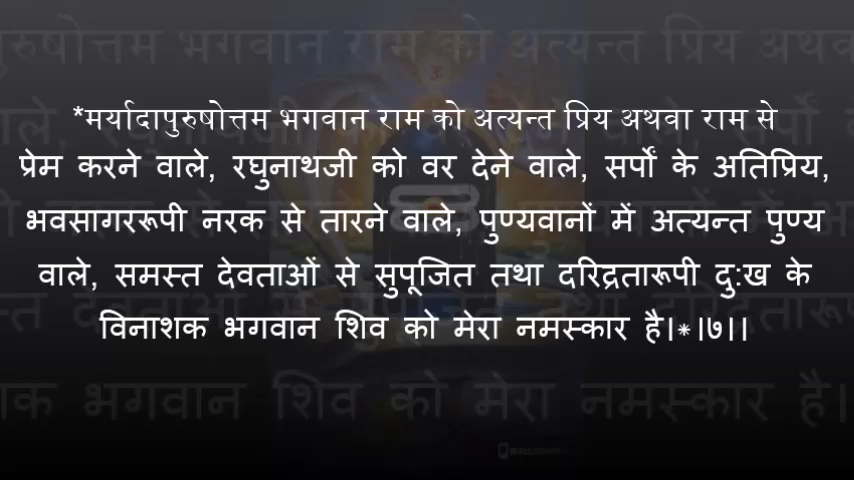 *मर्यादापुरुषोत्तम भगवान राम को अत्यन्त प्रिय अथवा राम से
प्रेम करने वाले, रघुनाथजी को वर देने वाले, सर्पों के अतिप्रिय,
भवसागररूपी नरक से तारने वाले, पुण्यवानों में अत्यन्त पुण्य
वाले, समस्त देवताओं से सुपूजित तथा दरिद्रतारूपी दु:ख के
विनाशक भगवान शिव को मेरा नमस्कार है।*।७।।